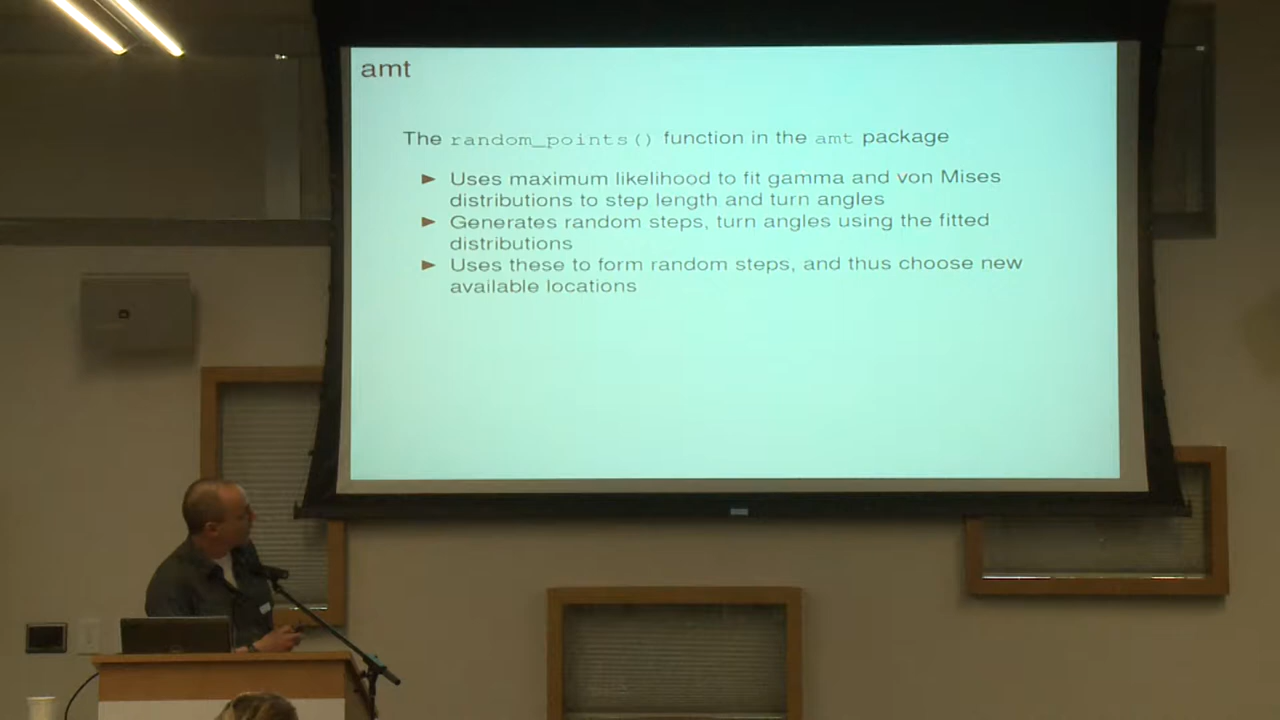 amt
The random_points() function in the amt package
► Uses maximum likelihood to fit gamma and von Mises
distributions to step length and turn angles
► Generates random steps, turn angles using the fitted
distributions
► Uses these to form random steps, and thus choose new
available locations